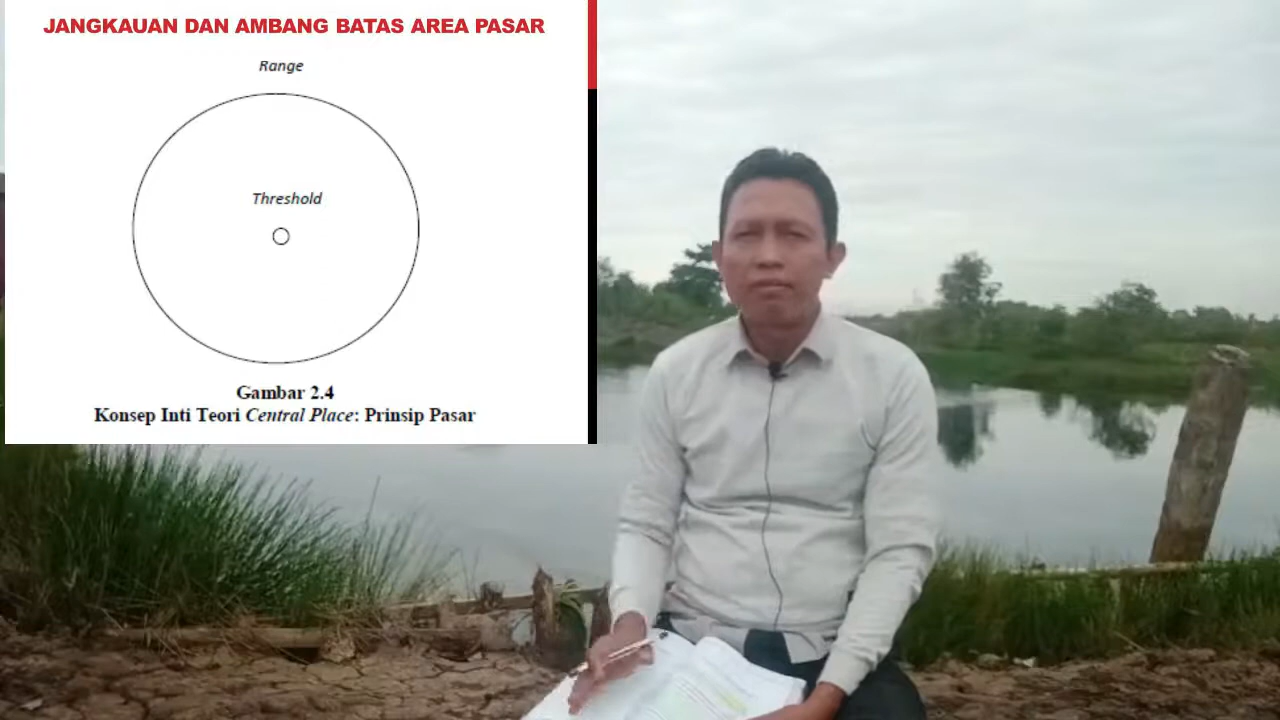 JANGKAUAN DAN AMBANG BATAS AREA PASAR
Range
Threshold
Gambar 2.4
Konsep Inti Teori Central Place: Prinsip Pasar